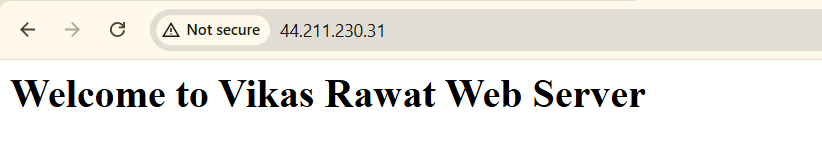 Not secure 44.211.230.31
Welcome to Vikas Rawat Web Server